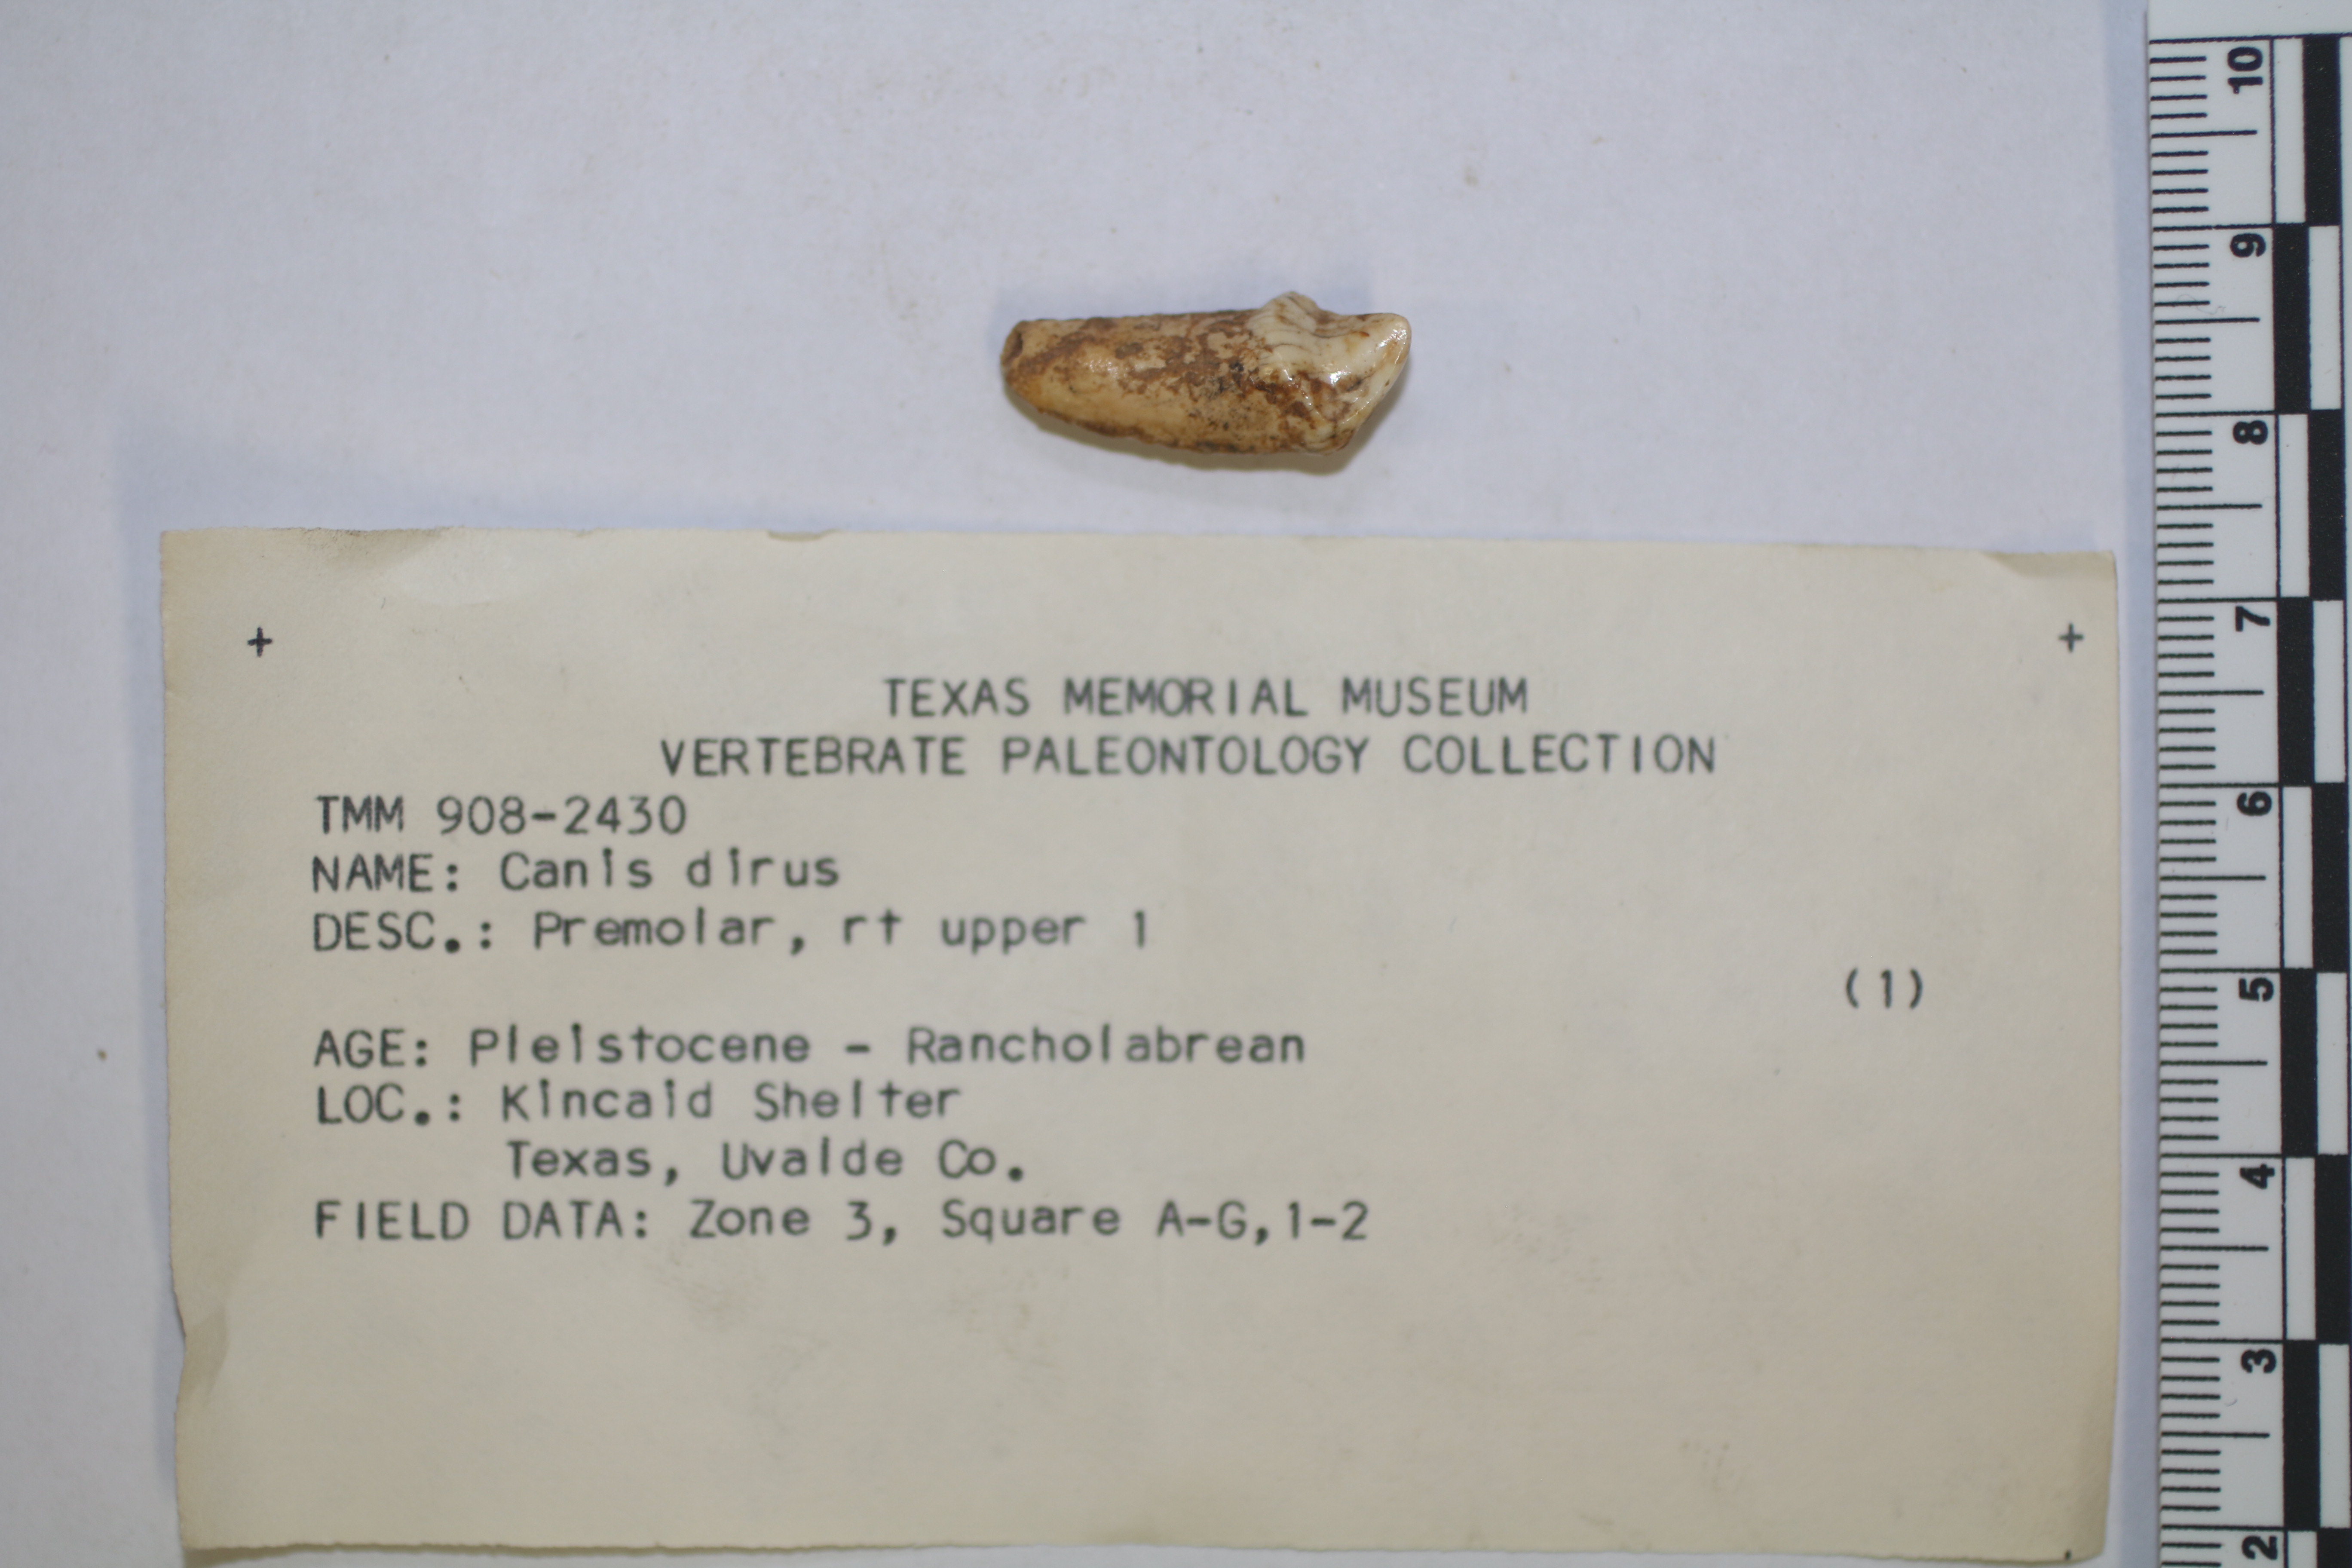 TEXAS MEMORIAL MUSEUM
VERTEBRATE PALEONTOLOGY COLLECTION
TMM 908-2430
NAME: Canis dirus
DESC.: Premolar, rt upper 1
(1)
AGE: Pleistocene - Rancholabrean
LOC.: Kincaid Shelter
Texas, Uvalde Co.
FIELD DATA: Zone 3, Square A-G,1-2
10
9
8
7
6
5
4
3
2